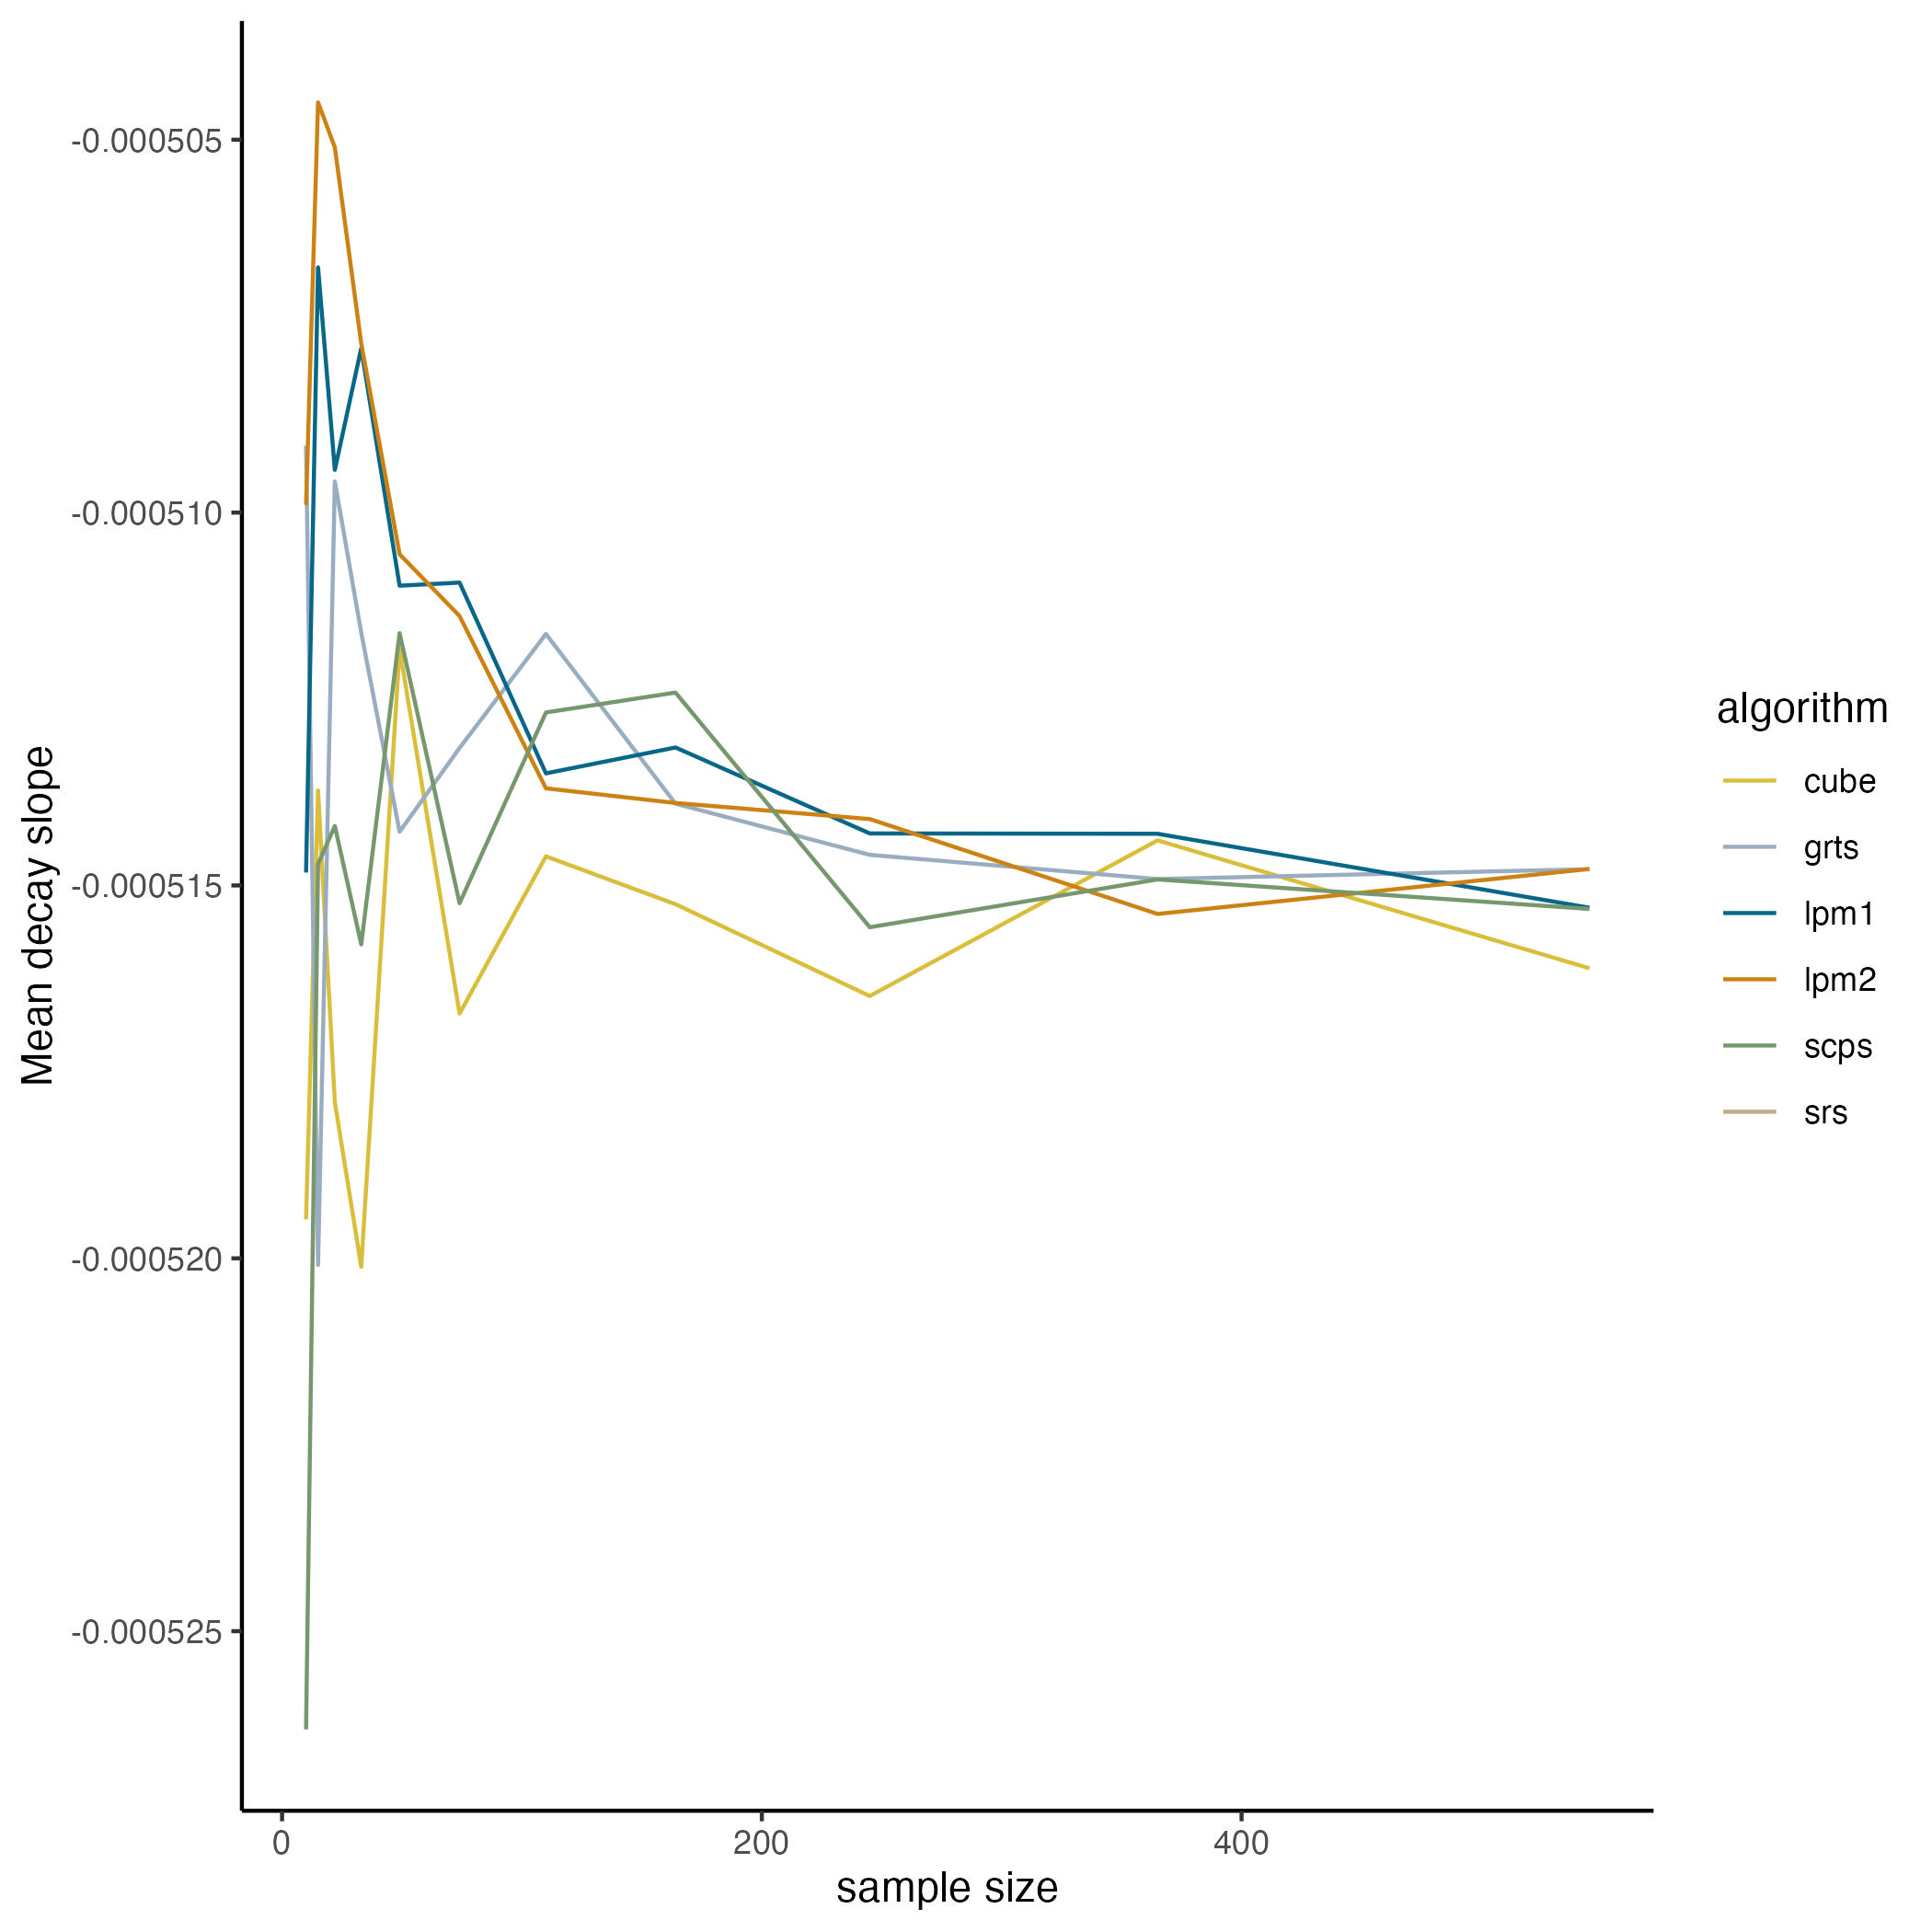 Mean decay slope
-0.000505
-0.000510
-0.000515
-0.000520
-0.000525
0
200
400
sample size
algorithm
cube
grts
lpm1
lpm2
scps
srs